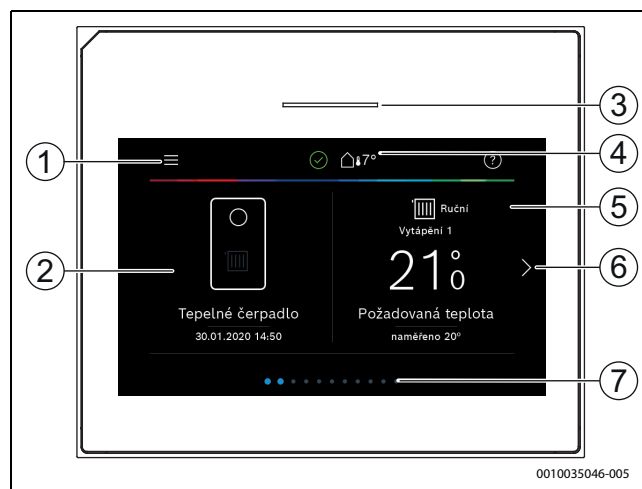 1
2
3
4
5
6
7
7°
?
Ruční
Vytápění 1
21°0
Tepelné čerpadlo
30.01.2020 14:50
Požadovaná teplota
naměřeno 20°
0010035046-005